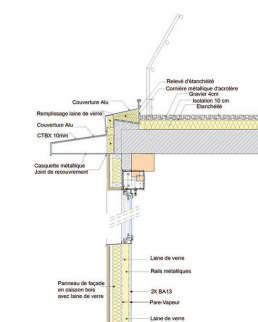 Relevé d'étanchéité
Cornière métallique d'acrotère
Gravier 4cm
Isolation 10 cm
Etanchéité
Couverture Alu
Remplissage laine de verre
Couverture Alu
CTBX 10mm
Casquette métallique
Joint de recouvrement
Laine de verre
Rails métalliques
Panneau de façade
en caisson bois
avec laine de verre
2X BA13
Pare-Vapeur
Laine de verre